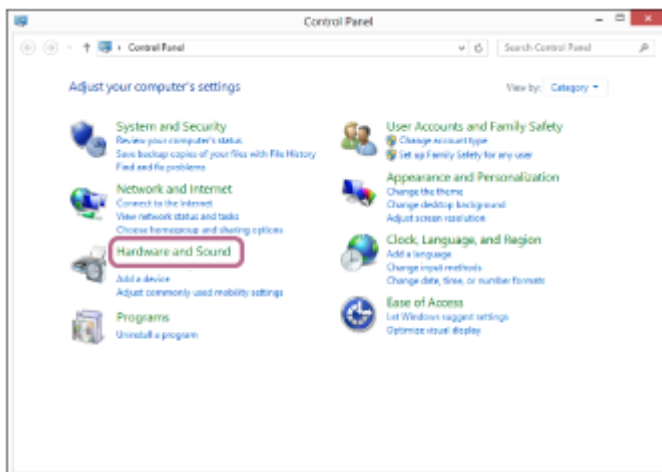 Control Panel
Control Panel
Search Control Panel
Adjust your computer's settings
View by: Category
System and Security
Review your computer's status
Save backup copies of your files with File History
Find and fix problems
Network and Internet
Connect to the Internet
View network status and tasks
Choose homegroup and sharing options
Hardware and Sound
Add a device
Adjust commonly used mobility settings
Programs
Uninstall a program
User Accounts and Family Safety
Change account type
Set up Family Safety for any user
Appearance and Personalization
Change the theme
Change desktop background
Adjust screen resolution
Clock, Language, and Region
Add a language
Change input methods
Change date, time, or number formats
Ease of Access
Let Windows suggest settings
Optimize visual display